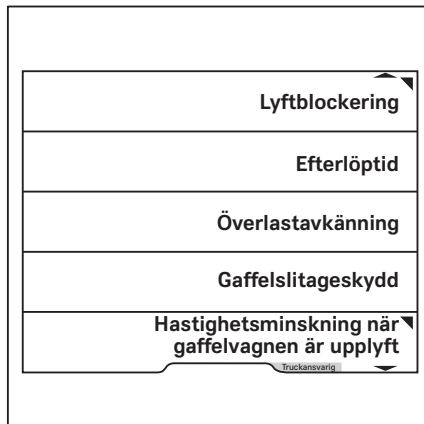 Lyftblockering
Efterlöptid
Överlastavkänning
Gaffelslitageskydd
Hastighetsminskning när
gaffelvagnen är upplyft
Truckansvarig